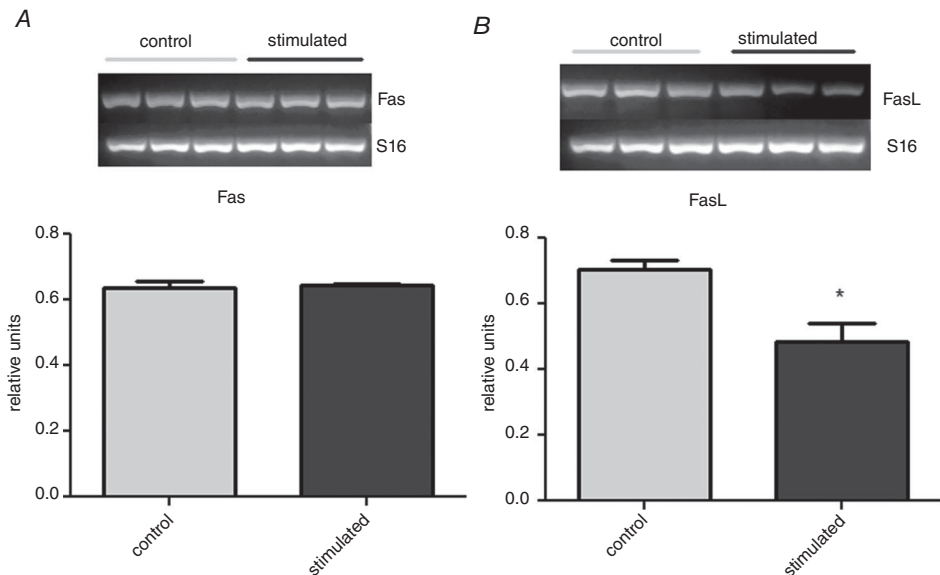 A
control stimulated
Fas
S16
Fas
0.8
0.6
0.4
0.2
0.0
relative units
control
stimulated
B
control stimulated
FasL
S16
FasL
0.8
0.6
0.4
0.2
0.0
relative units
*
control
stimulated